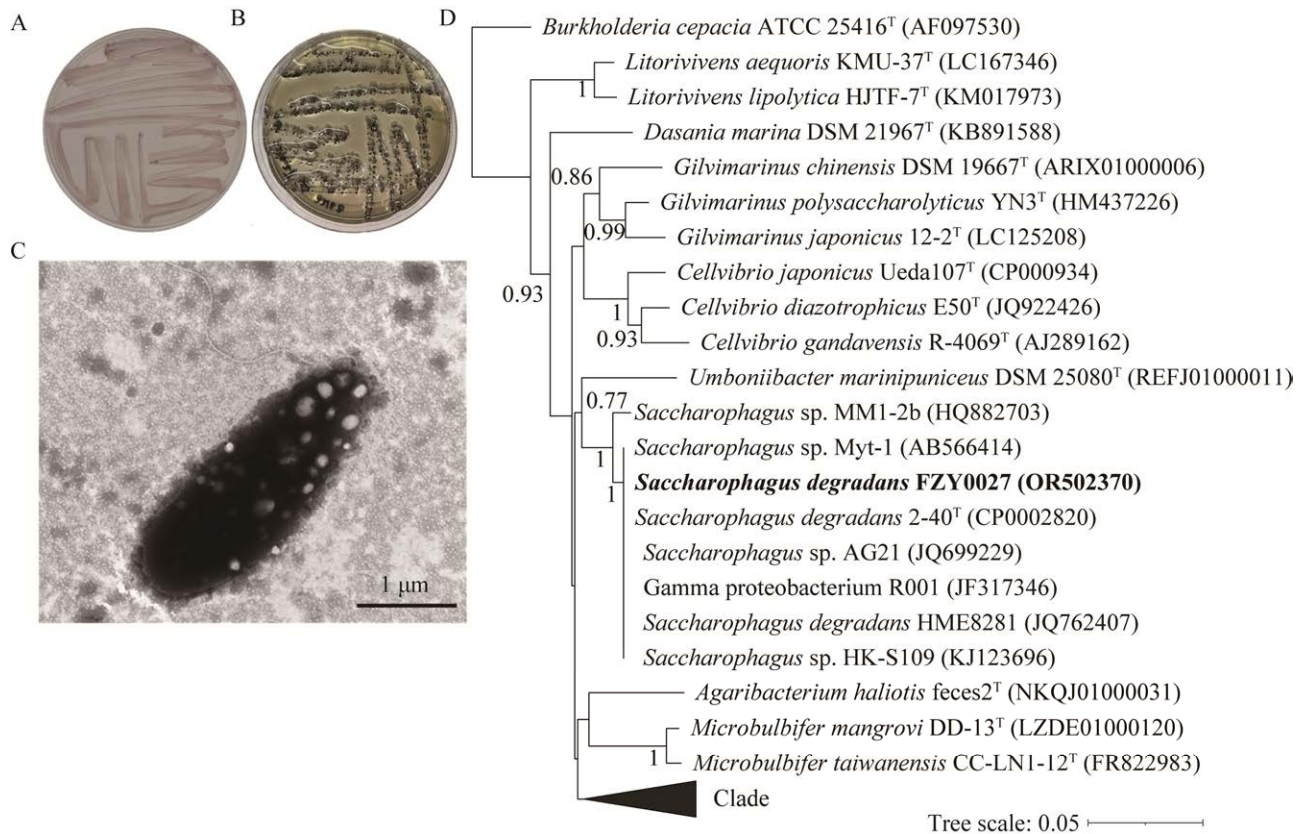 A
B
D
C
1 μm
Burkholderia cepacia ATCC 25416ᵀ (AF097530)
Litorivivens aequoris KMU-37ᵀ (LC167346)
1
Litorivivens lipolytica HJTF-7ᵀ (KM017973)
Dasania marina DSM 21967ᵀ (KB891588)
0.86
Gilvimarinus chinensis DSM 19667ᵀ (ARIX01000006)
Gilvimarinus polysaccharolyticus YN3ᵀ (HM437226)
0.99
Gilvimarinus japonicus 12-2ᵀ (LC125208)
Cellvibrio japonicus Ueda107ᵀ (CP000934)
0.93
1
Cellvibrio diazotrophicus E50ᵀ (JQ922426)
0.93
Cellvibrio gandavensis R-4069ᵀ (AJ289162)
Umboniibacter marinipuniceus DSM 25080ᵀ (REFJ01000011)
0.77
Saccharophagus sp. MM1-2b (HQ882703)
1
Saccharophagus sp. Myt-1 (AB566414)
1
Saccharophagus degradans FZY0027 (OR502370)
Saccharophagus degradans 2-40ᵀ (CP0002820)
Saccharophagus sp. AG21 (JQ699229)
Gamma proteobacterium R001 (JF317346)
Saccharophagus degradans HME8281 (JQ762407)
Saccharophagus sp. HK-S109 (KJ123696)
Agaribacterium haliotis feces2ᵀ (NKQJ01000031)
Microbulbifer mangrovi DD-13ᵀ (LZDE01000120)
1
Microbulbifer taiwanensis CC-LN1-12ᵀ (FR822983)
Clade
Tree scale: 0.05